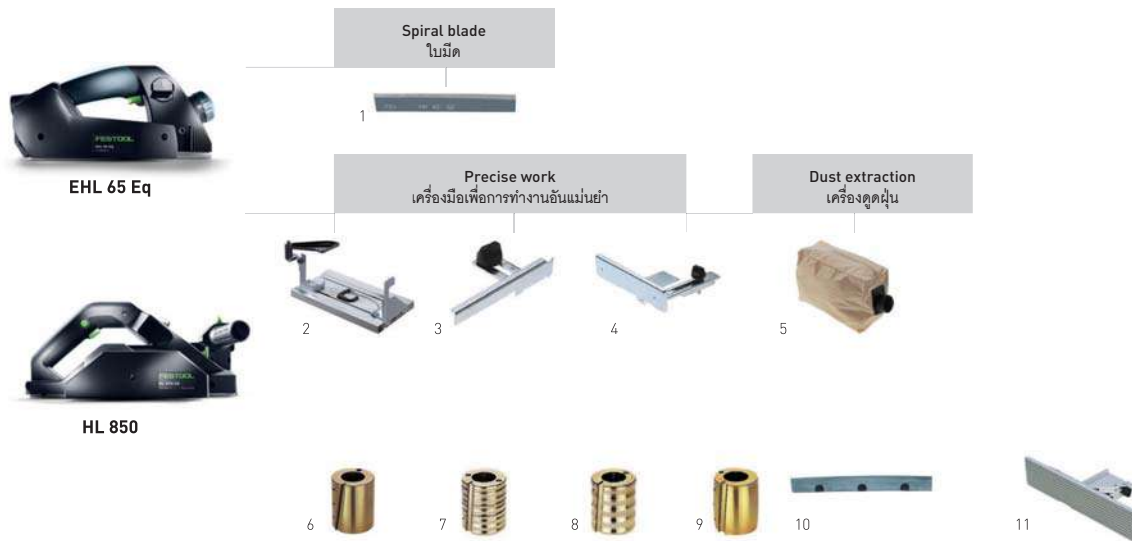 Spiral blade
ใบมีด
1
FESTOOL
EHL 65 Eq
Precise work
เครื่องมือเพื่อการทำงานอันแม่นยำ
Dust extraction
เครื่องดูดฝุ่น
2
3
4
5
FESTOOL
HL 850
6
7
8
9
10
11